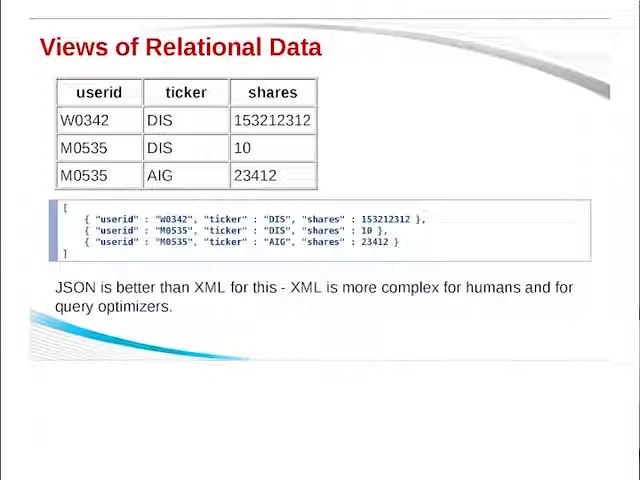 Views of Relational Data
userid ticker shares
W0342 DIS 153212312
M0535 DIS 10
M0535 AIG 23412
[
{ "userid" : "W0342", "ticker" : "DIS", "shares" : 153212312 },
{ "userid" : "M0535", "ticker" : "DIS", "shares" : 10 },
{ "userid" : "M0535", "ticker" : "AIG", "shares" : 23412 }
]
JSON is better than XML for this - XML is more complex for humans and for
query optimizers.